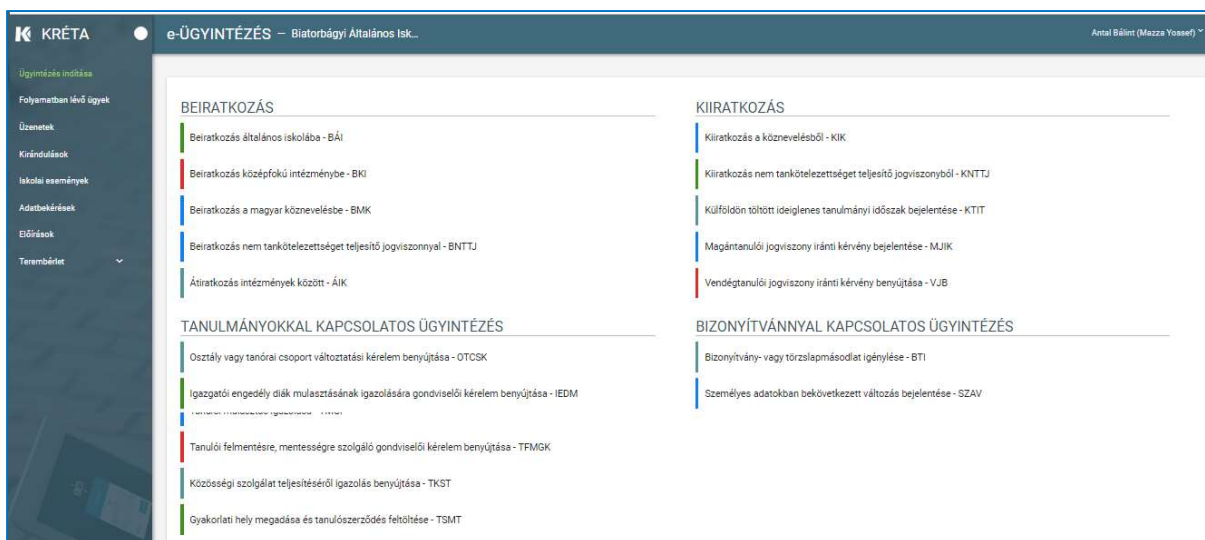 KRÉTA
e-ÜGYINTÉZÉS – Biatorbágyi Általános Isk...
Antal Bálint (Mazza Yossef)
Ügyintézés indítása
Folyamatban lévő ügyek
Üzenetek
Kirándulások
Iskolai események
Adatbekérések
Előírások
Terembérlet
BEIRATKOZÁS
Beiratkozás általános iskolába - BÁI
Beiratkozás középfokú intézménybe - BKI
Beiratkozás a magyar köznevelésbe - BMK
Beiratkozás nem tankötelezettséget teljesítő jogviszonnyal - BNTTJ
Átiratkozás intézmények között - ÁIK
KIIRATKOZÁS
Kiiratkozás a köznevelésből - KIK
Kiiratkozás nem tankötelezettséget teljesítő jogviszonyból - KNTTJ
Külföldön töltött ideiglenes tanulmányi időszak bejelentése - KTIT
Magántanulói jogviszony iránti kérvény bejelentése - MJIK
Vendégtanulói jogviszony iránti kérvény benyújtása - VJB
TANULMÁNYOKKAL KAPCSOLATOS ÜGYINTÉZÉS
Osztály vagy tanórai csoport változtatási kérelem benyújtása - OTCSK
Igazgatói engedély diák mulasztásának igazolására gondviselői kérelem benyújtása - IEDM
Tanulói felmentésre, mentességre szolgáló gondviselői kérelem benyújtása - TFMGK
Közösségi szolgálat teljesítéséről igazolás benyújtása - TKST
Gyakorlati hely megadása és tanulószerződés feltöltése - TSMT
BIZONYÍTVÁNNYAL KAPCSOLATOS ÜGYINTÉZÉS
Bizonyítvány- vagy törzslapmásodlat igénylése - BTI
Személyes adatokban bekövetkezett változás bejelentése - SZAV